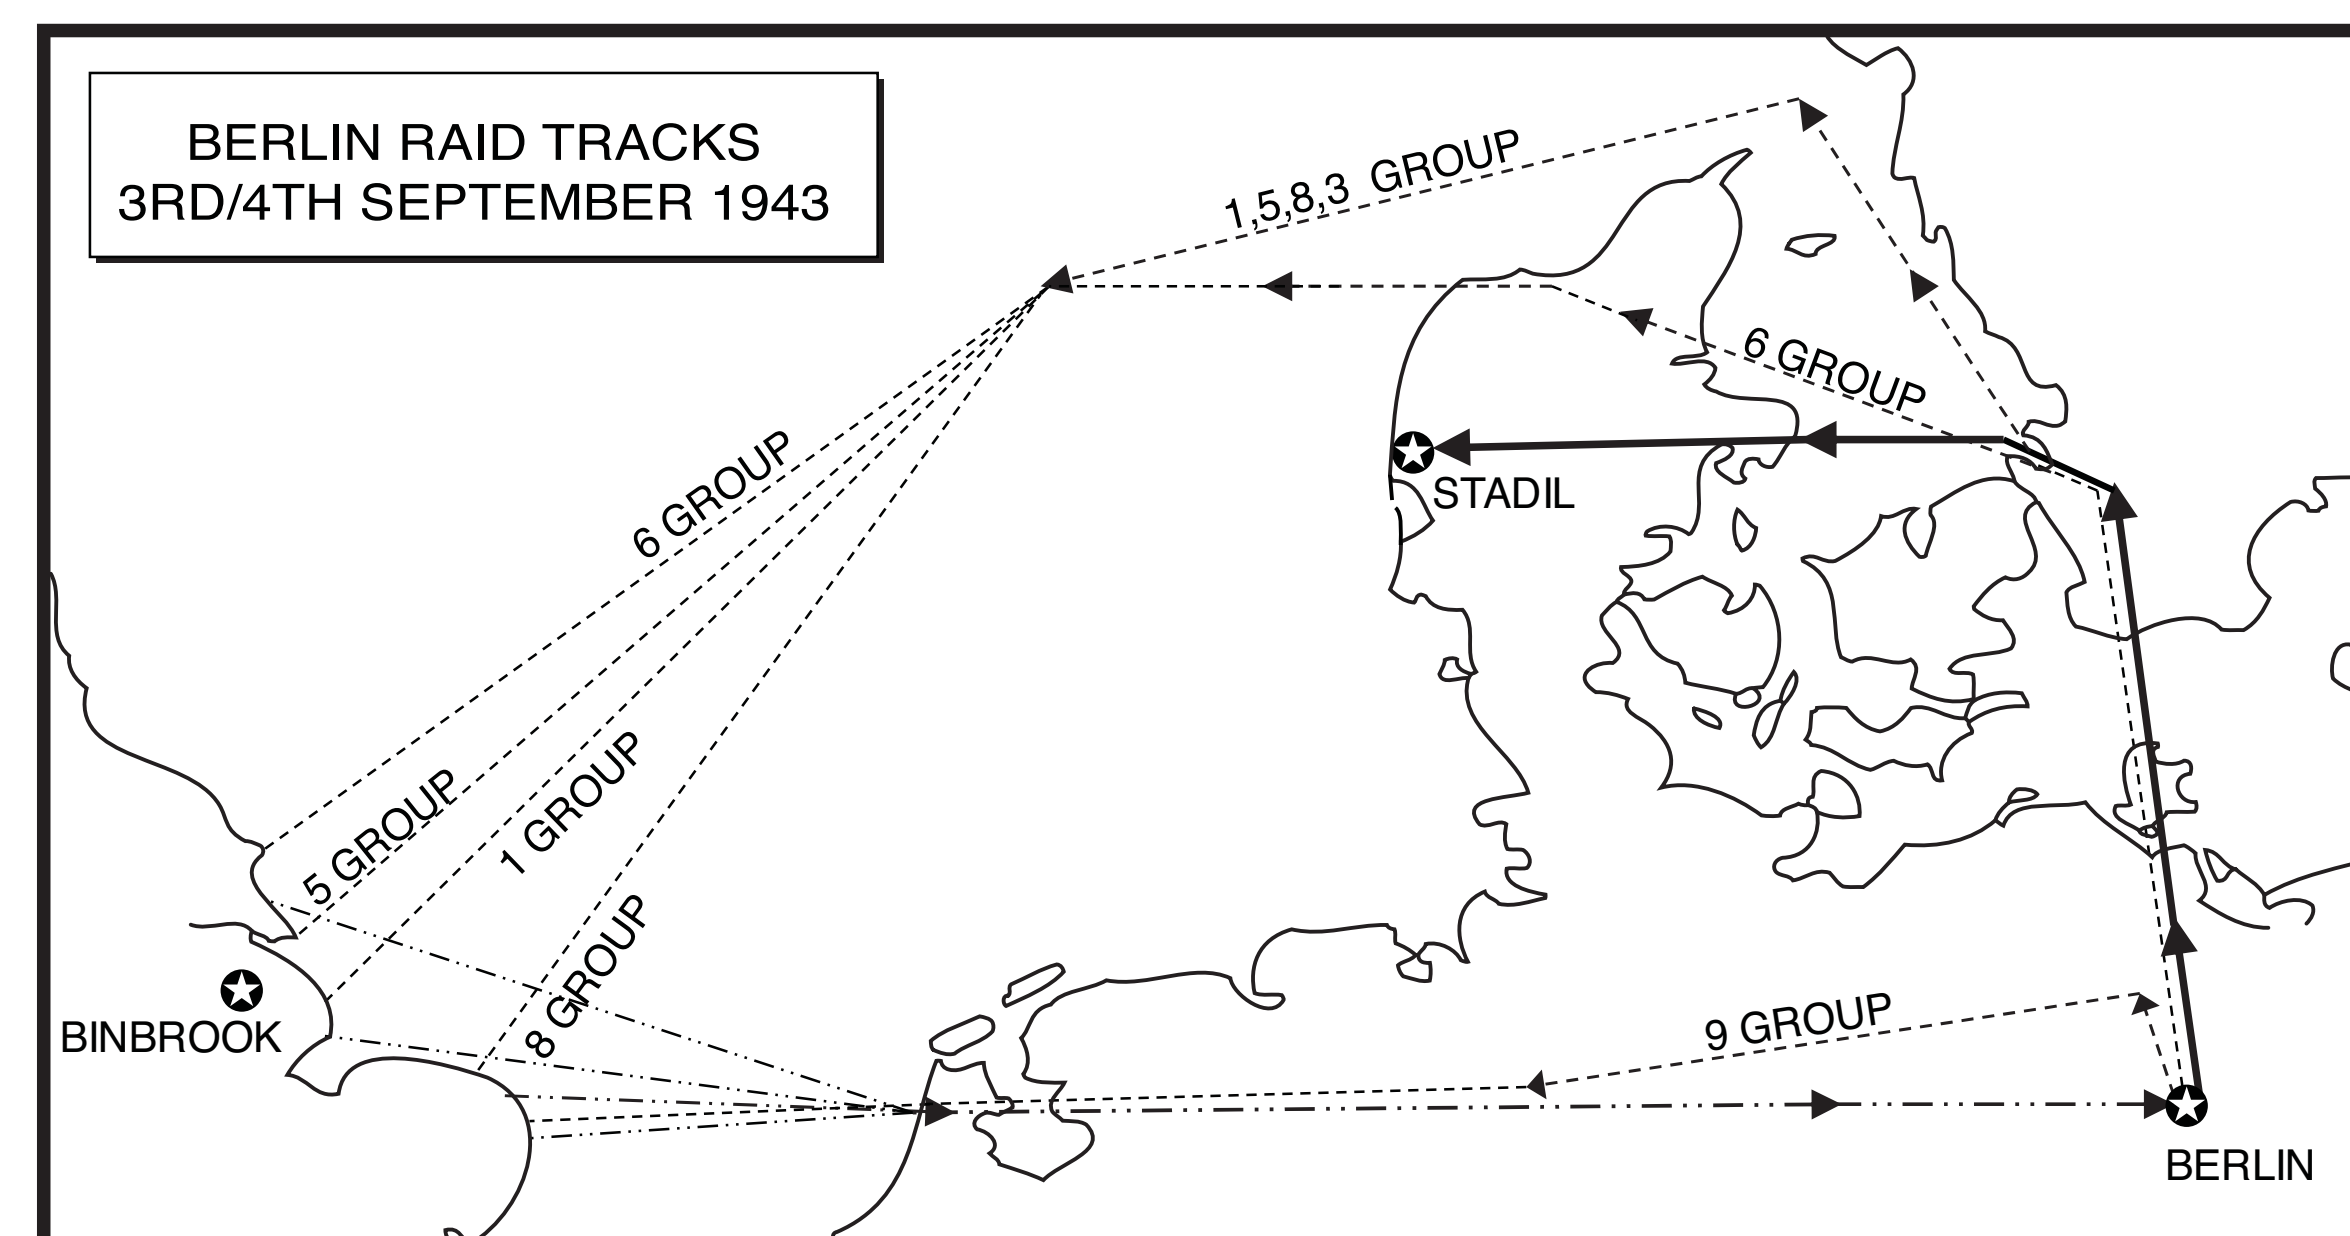 BERLIN RAID TRACKS
3RD/4TH SEPTEMBER 1943
1,5,8,3 GROUP
6 GROUP
6 GROUP
STADIL
5 GROUP
1 GROUP
8 GROUP
BINBROOK
9 GROUP
BERLIN